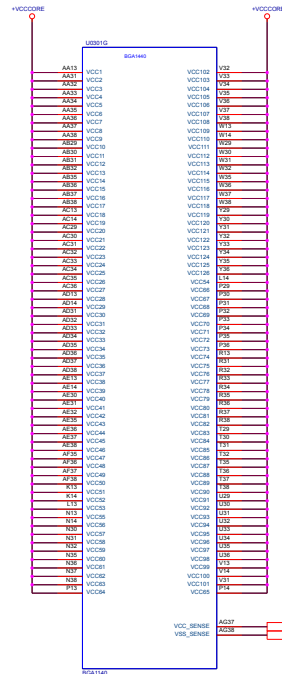 +VCCCORE +VCCCORE
U0301G
BGA1440
AA13 VCC1 VCC102 V32
AA31 VCC2 VCC103 V33
AA32 VCC3 VCC104 V34
AA33 VCC4 VCC105 V35
AA34 VCC5 VCC106 V36
AA35 VCC6 VCC107 V37
AA36 VCC7 VCC108 V38
AA37 VCC8 VCC109 W13
AA38 VCC9 VCC110 W14
AB29 VCC10 VCC111 W29
AB30 VCC11 VCC112 W30
AB31 VCC12 VCC113 W31
AB32 VCC13 VCC114 W32
AB35 VCC14 VCC115 W35
AB36 VCC15 VCC116 W36
AB37 VCC16 VCC117 W37
AB38 VCC17 VCC118 W38
AC13 VCC18 VCC119 Y29
AC14 VCC19 VCC120 Y30
AC29 VCC20 VCC121 Y31
AC30 VCC21 VCC122 Y32
AC31 VCC22 VCC123 Y33
AC32 VCC23 VCC124 Y34
AC33 VCC24 VCC125 Y35
AC34 VCC25 VCC126 Y36
AC35 VCC26 VCC54 L14
AC36 VCC27 VCC66 P29
AD13 VCC28 VCC67 P30
AD14 VCC29 VCC68 P31
AD31 VCC30 VCC69 P32
AD32 VCC31 VCC70 P33
AD33 VCC32 VCC71 P34
AD34 VCC33 VCC72 P35
AD35 VCC34 VCC73 P36
AD36 VCC35 VCC74 R13
AD37 VCC36 VCC75 R31
AD38 VCC37 VCC76 R32
AE13 VCC38 VCC77 R33
AE14 VCC39 VCC78 R34
AE30 VCC40 VCC79 R35
AE31 VCC41 VCC80 R36
AE32 VCC42 VCC81 R37
AE35 VCC43 VCC82 R38
AE36 VCC44 VCC83 T29
AE37 VCC45 VCC84 T30
AE38 VCC46 VCC85 T31
AF35 VCC47 VCC86 T32
AF36 VCC48 VCC87 T35
AF37 VCC49 VCC88 T36
AF38 VCC50 VCC89 T37
K13 VCC51 VCC90 T38
K14 VCC52 VCC91 U29
L13 VCC53 VCC92 U30
N13 VCC55 VCC93 U31
N14 VCC56 VCC94 U32
N30 VCC57 VCC95 U33
N31 VCC58 VCC96 U34
N32 VCC59 VCC97 U35
N35 VCC60 VCC98 U36
N36 VCC61 VCC99 V13
N37 VCC62 VCC100 V14
N38 VCC63 VCC101 V31
P13 VCC64 VCC65 P14
VCC_SENSE AG37
VSS_SENSE AG38
BGA1140